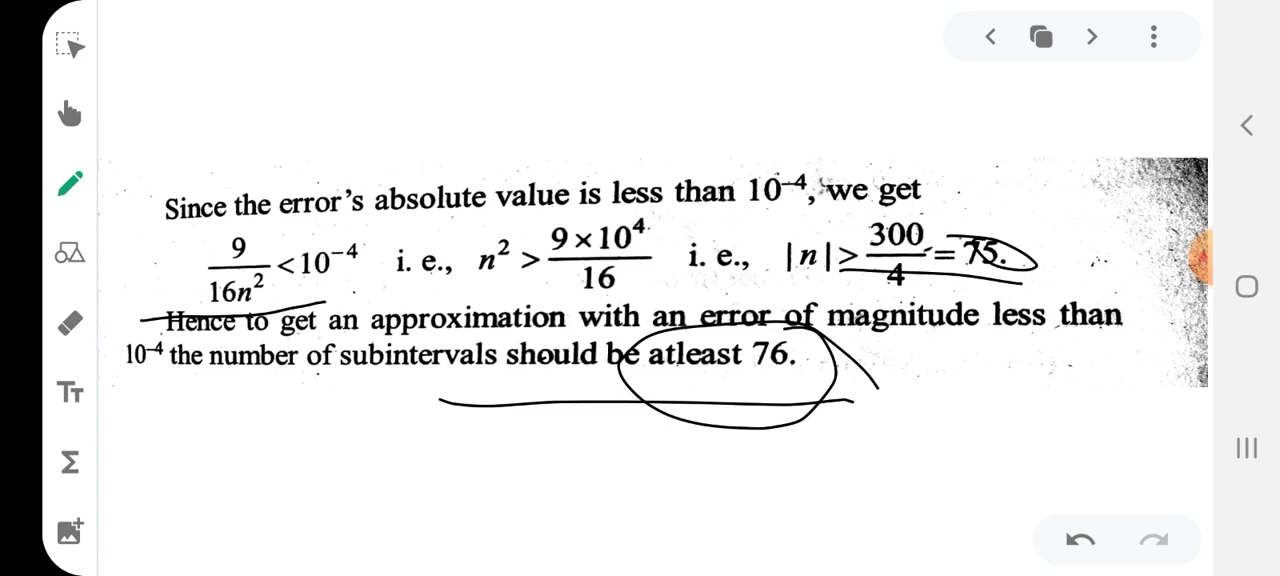 Since the error's absolute value is less than 10⁻⁴, we get
9/16n² < 10⁻⁴ i. e., n² > 9 × 10⁴/16 i. e., |n| > 300/4 = 75.
Hence to get an approximation with an error of magnitude less than
10⁻⁴ the number of subintervals should be atleast 76.